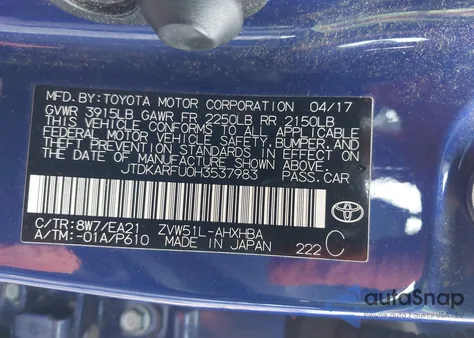 MFD.BY: TOYOTA MOTOR CORPORATION 04/17
GVWR 3915LB GAWR FR 2250LB RR 2150LB
THIS VEHICLE CONFORMS TO ALL APPLICABLE
FEDERAL MOTOR VEHICLE SAFETY, BUMPER, AND
THEFT PREVENTION STANDARDS IN EFFECT ON
THE DATE OF MANUFACTURE SHOWN ABOVE.
JTDKARFU0H3537983 PASS.CAR
C/TR: 8W7/EA21 ZVW51L-AHXHBA
A/TM: -01A/P610 MADE IN JAPAN 222 C
TOYOTA
autoSnap